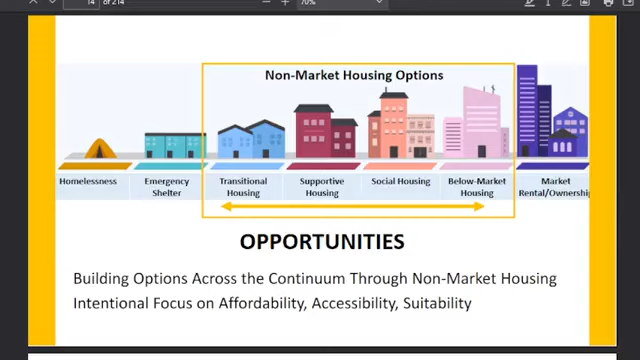 14 of 214
70%
Non-Market Housing Options
Homelessness
Emergency Shelter
Transitional Housing
Supportive Housing
Social Housing
Below-Market Housing
Market Rental/Ownership
OPPORTUNITIES
Building Options Across the Continuum Through Non-Market Housing
Intentional Focus on Affordability, Accessibility, Suitability